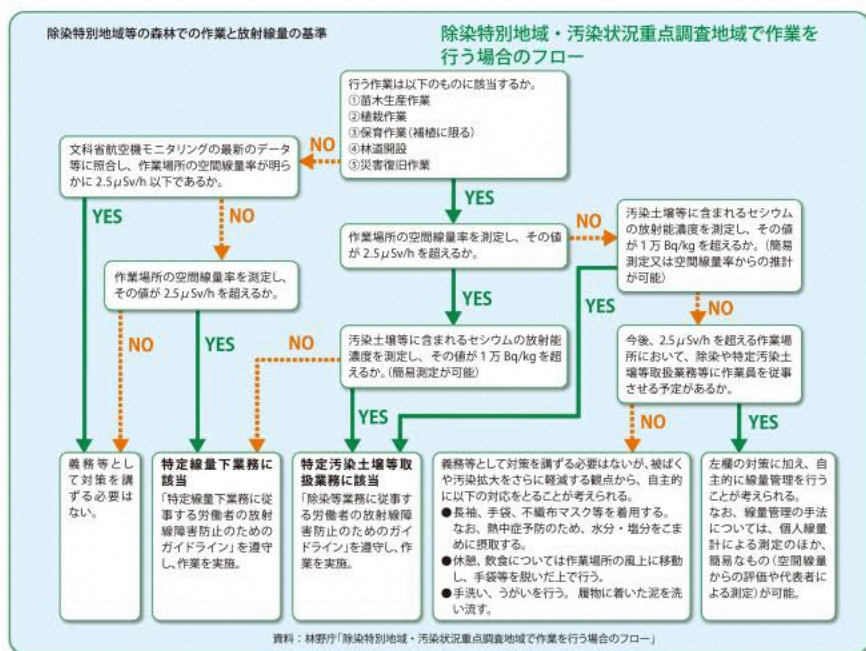 除染特別地域等の森林での作業と放射線量の基準
除染特別地域・汚染状況重点調査地域で作業を
行う場合のフロー
行う作業は以下のものに該当するか。
①苗木生産作業
②植栽作業
③保育作業(補植に限る)
④林道開設
⑤災害復旧作業
NO
文科省航空機モニタリングの最新のデータ
等に照合し、作業場所の空間線量率が明ら
かに 2.5μSv/h 以下であるか。
YES
NO
YES
作業場所の空間線量率を測定し、その値
が 2.5μSv/h を超えるか。
NO
汚染土壌等に含まれるセシウム
の放射能濃度を測定し、その値
が 1 万 Bq/kg を超えるか。(簡易
測定又は空間線量率からの推計
が可能)
作業場所の空間線量率を測定し、
その値が 2.5μSv/h を超えるか。
YES
YES
NO
NO
YES
NO
汚染土壌等に含まれるセシウムの放射能
濃度を測定し、その値が 1 万 Bq/kg を超
えるか。(簡易測定が可能)
今後、2.5μSv/h を超える作業場
所において、除染や特定汚染土
壌等取扱業務等に作業員を従事
させる予定があるか。
YES
NO
YES
義務等とし
て対策を講
ずる必要は
ない。
特定線量下業務に
該当
「特定線量下業務に従
事する労働者の放射
線障害防止のための
ガイドライン」を遵守
し、作業を実施。
特定汚染土壌等取
扱業務に該当
「除染等業務に従事す
る労働者の放射線障
害防止のためのガイド
ライン」を遵守し、作業
を実施。
義務等として対策を講ずる必要はないが、被ばく
や汚染拡大をさらに軽減する観点から、自主的
に以下の対応をとることが考えられる。
●長袖、手袋、不織布マスク等を着用する。
なお、熱中症予防のため、水分・塩分をこま
めに摂取する。
●休憩、飲食については作業場所の風上に移動
し、手袋等を脱いだ上で行う。
●手洗い、うがいを行う。履物に着いた泥を洗
い流す。
左欄の対策に加え、自
主的に線量管理を行う
ことが考えられる。
なお、線量管理の手法
については、個人線量
計による測定のほか、
簡易なもの(空間線量
からの評価や代表者に
よる測定)が可能。
資料：林野庁「除染特別地域・汚染状況重点調査地域で作業を行う場合のフロー」